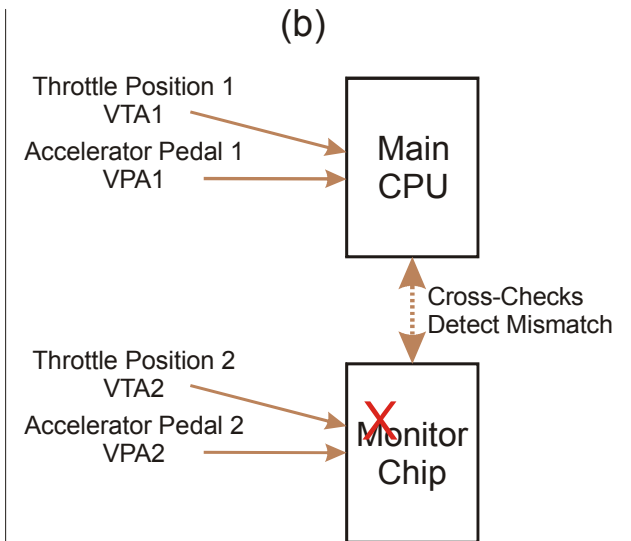 (b)
Throttle Position 1
VTA1
Accelerator Pedal 1
VPA1
Main
CPU
Cross-Checks
Detect Mismatch
Throttle Position 2
VTA2
Accelerator Pedal 2
VPA2
X
Monitor
Chip